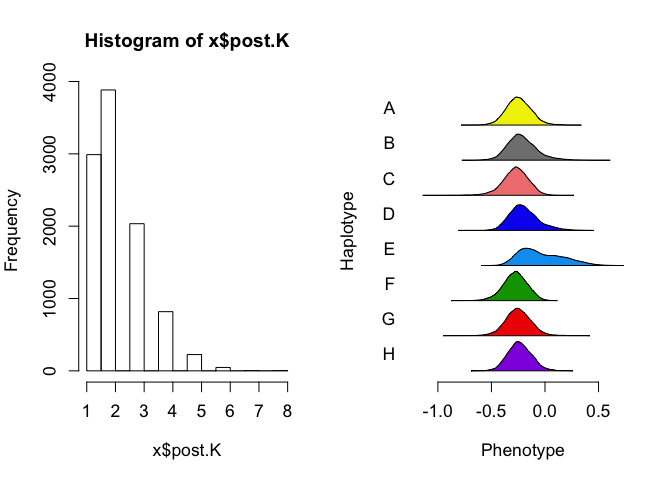 Histogram of x$post.K
Frequency
0
1000
2000
3000
4000
1 2 3 4 5 6 7 8
x$post.K
Haplotype
A
B
C
D
E
F
G
H
-1.0 -0.5 0.0 0.5
Phenotype